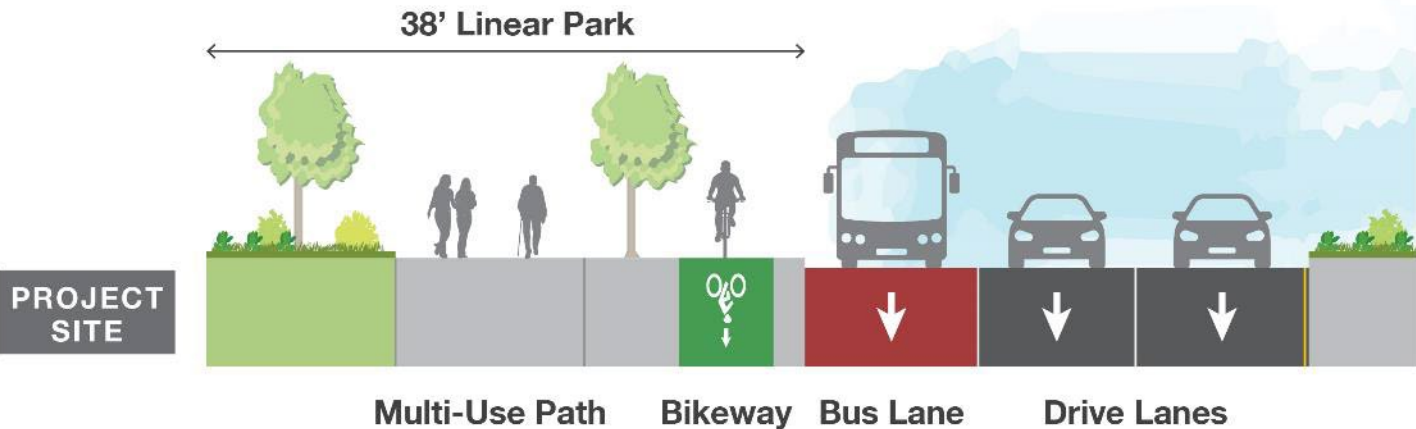 38’ Linear Park
PROJECT
SITE
Multi-Use Path
Bikeway
Bus Lane
Drive Lanes